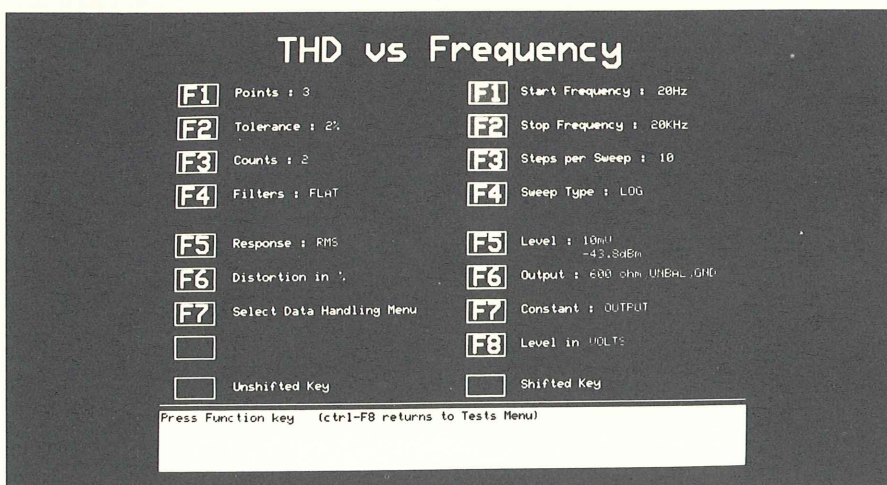 THD vs Frequency
F1 Points : 3
F2 Tolerance : 2%
F3 Counts : 2
F4 Filters : FLAT
F5 Response : RMS
F6 Distortion in %
F7 Select Data Handling Menu
Unshifted Key
F1 Start Frequency : 20Hz
F2 Stop Frequency : 20KHz
F3 Steps per Sweep : 10
F4 Sweep Type : LOG
F5 Level : 10mV
-43.8dBm
F6 Output : 600 ohm UNBAL,GND
F7 Constant : OUTPUT
F8 Level in VOLTS
Shifted Key
Press Function key (ctrl-F8 returns to Tests Menu)